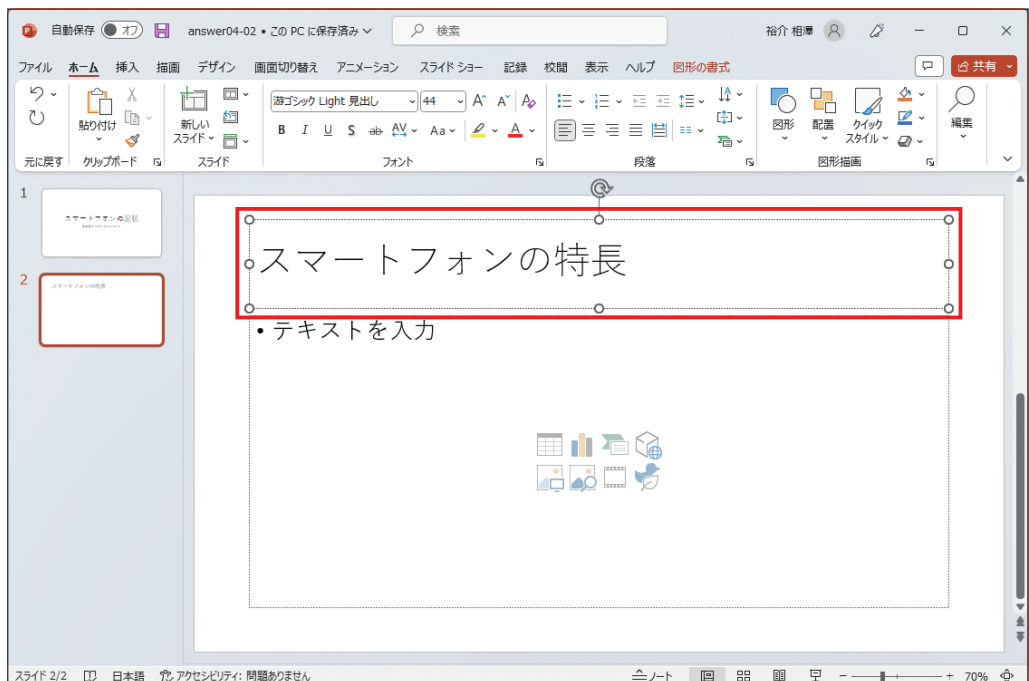 自動保存 オフ answer04-02 • この PC に保存済み 検索 裕介 相澤
ファイル ホーム 挿入 描画 デザイン 画面切り替え アニメーション スライド ショー 記録 校閲 表示 ヘルプ 図形の書式 共有
貼り付け 新しい
スライド 游ゴシック Light 見出し 44 A^ A˅ A
B I U S ab AV Aa A 図形 配置 クイック
スタイル 編集
元に戻す クリップボード スライド フォント 段落 図形描画
1
スマートフォンの現状
2
スマートフォンの特長
スマートフォンの特長
• テキストを入力
スライド 2/2 日本語 アクセシビリティ: 問題ありません ノート 70%